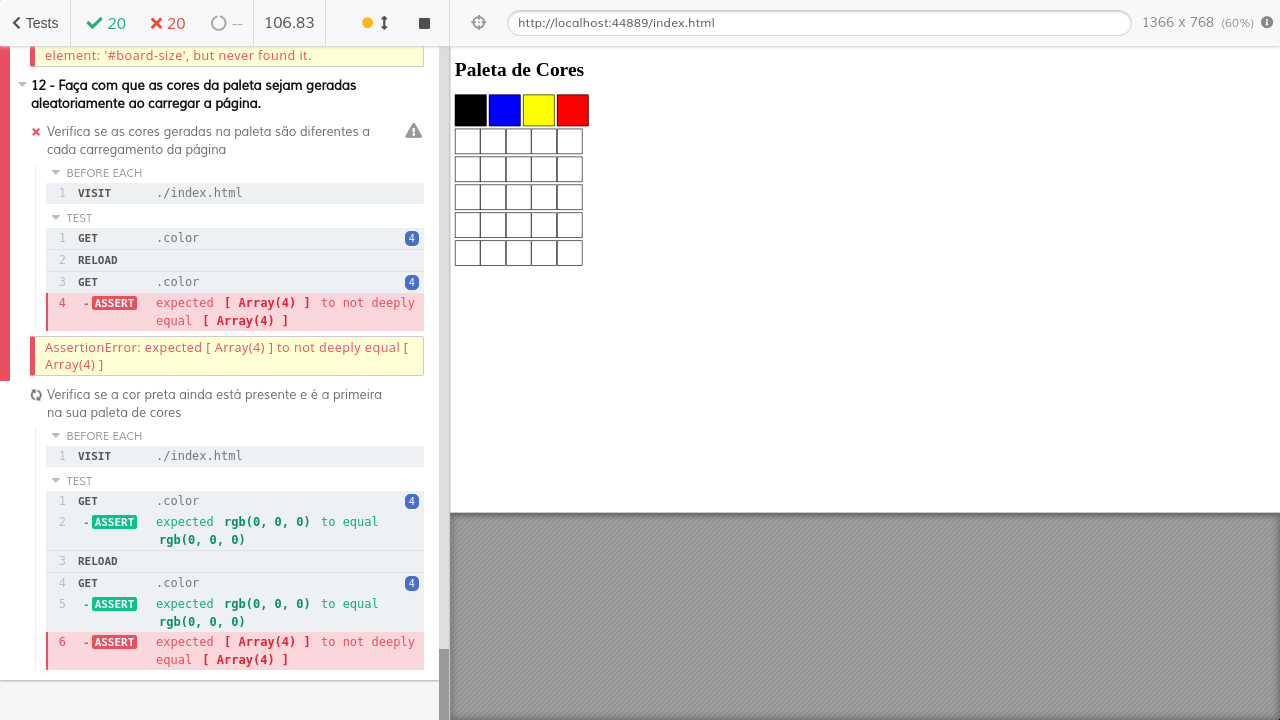 Tests
20
20
--
106.83
http://localhost:44889/index.html
1366 x 768 (60%)
element: '#board-size', but never found it.
12 - Faça com que as cores da paleta sejam geradas
aleatoriamente ao carregar a página.
Verifica se as cores geradas na paleta são diferentes a
cada carregamento da página
BEFORE EACH
1 VISIT ./index.html
TEST
1 GET .color 4
2 RELOAD
3 GET .color 4
4 - ASSERT expected [ Array(4) ] to not deeply
equal [ Array(4) ]
AssertionError: expected [ Array(4) ] to not deeply equal [
Array(4) ]
Verifica se a cor preta ainda está presente e é a primeira
na sua paleta de cores
BEFORE EACH
1 VISIT ./index.html
TEST
1 GET .color 4
2 - ASSERT expected rgb(0, 0, 0) to equal
rgb(0, 0, 0)
3 RELOAD
4 GET .color 4
5 - ASSERT expected rgb(0, 0, 0) to equal
rgb(0, 0, 0)
6 - ASSERT expected [ Array(4) ] to not deeply
equal [ Array(4) ]
Paleta de Cores